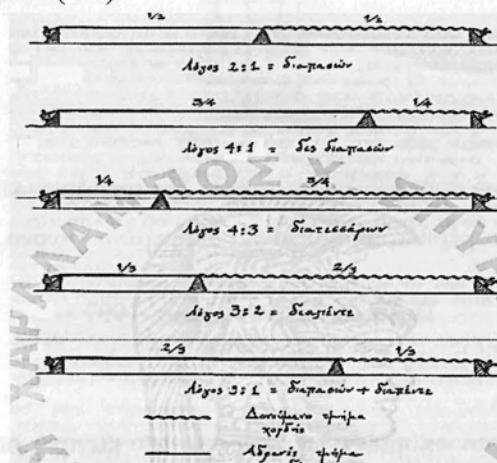 1/2 1/2
Λόγος 2:1 = διαπασών
3/4 1/4
Λόγος 4:1 = δις διαπασών
1/4 3/4
Λόγος 4:3 = διατεσσάρων
1/3 2/3
Λόγος 3:2 = διαπέντε
2/3 1/3
Λόγος 3:1 = διαπασών + διαπέντε
Δονούμενο τμήμα
χορδής
Αδρανές τμήμα
ΧΑΡΑΛΑΜΠΟΣ Χ